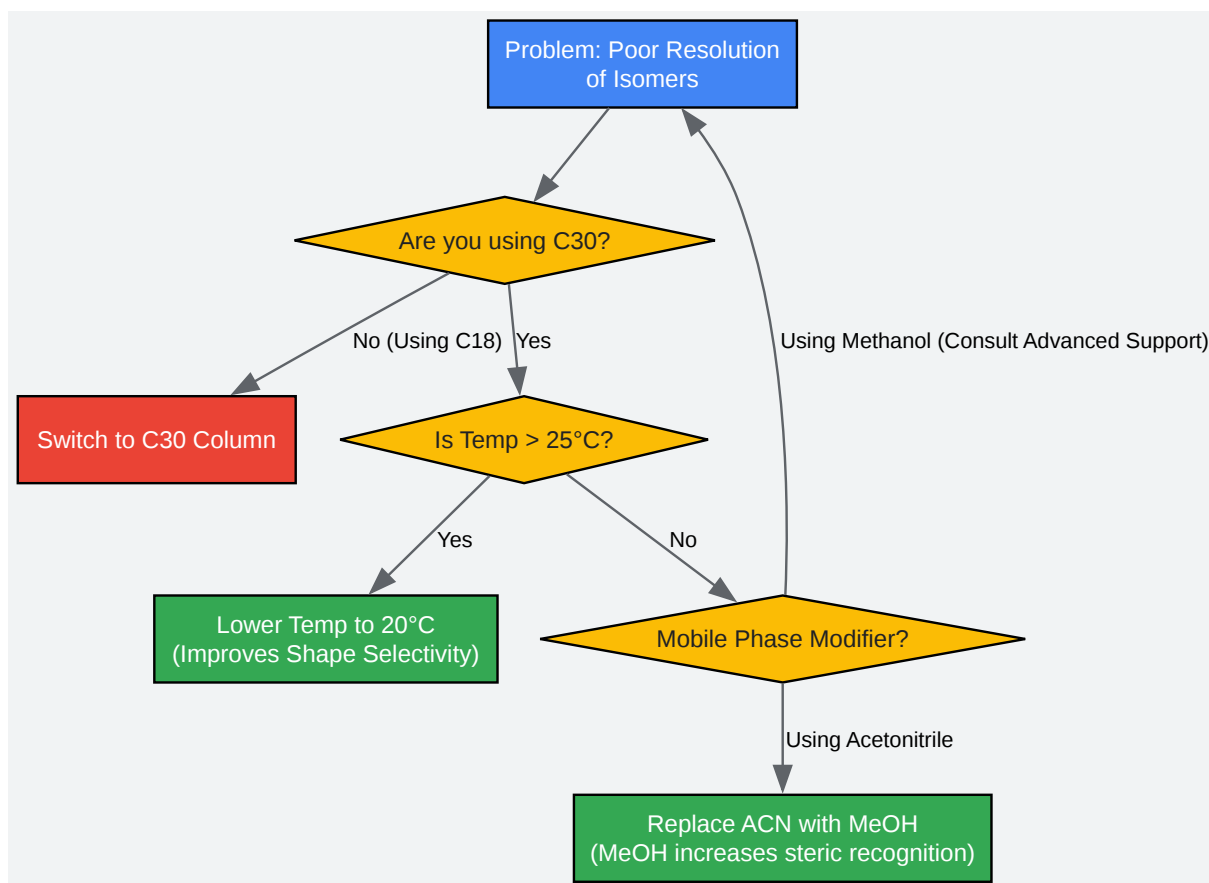 Problem: Poor Resolution
of Isomers
Are you using C30?
No (Using C18)
Yes
Using Methanol (Consult Advanced Support)
Switch to C30 Column
Is Temp > 25°C?
Yes
No
Lower Temp to 20°C
(Improves Shape Selectivity)
Mobile Phase Modifier?
Using Acetonitrile
Replace ACN with MeOH
(MeOH increases steric recognition)